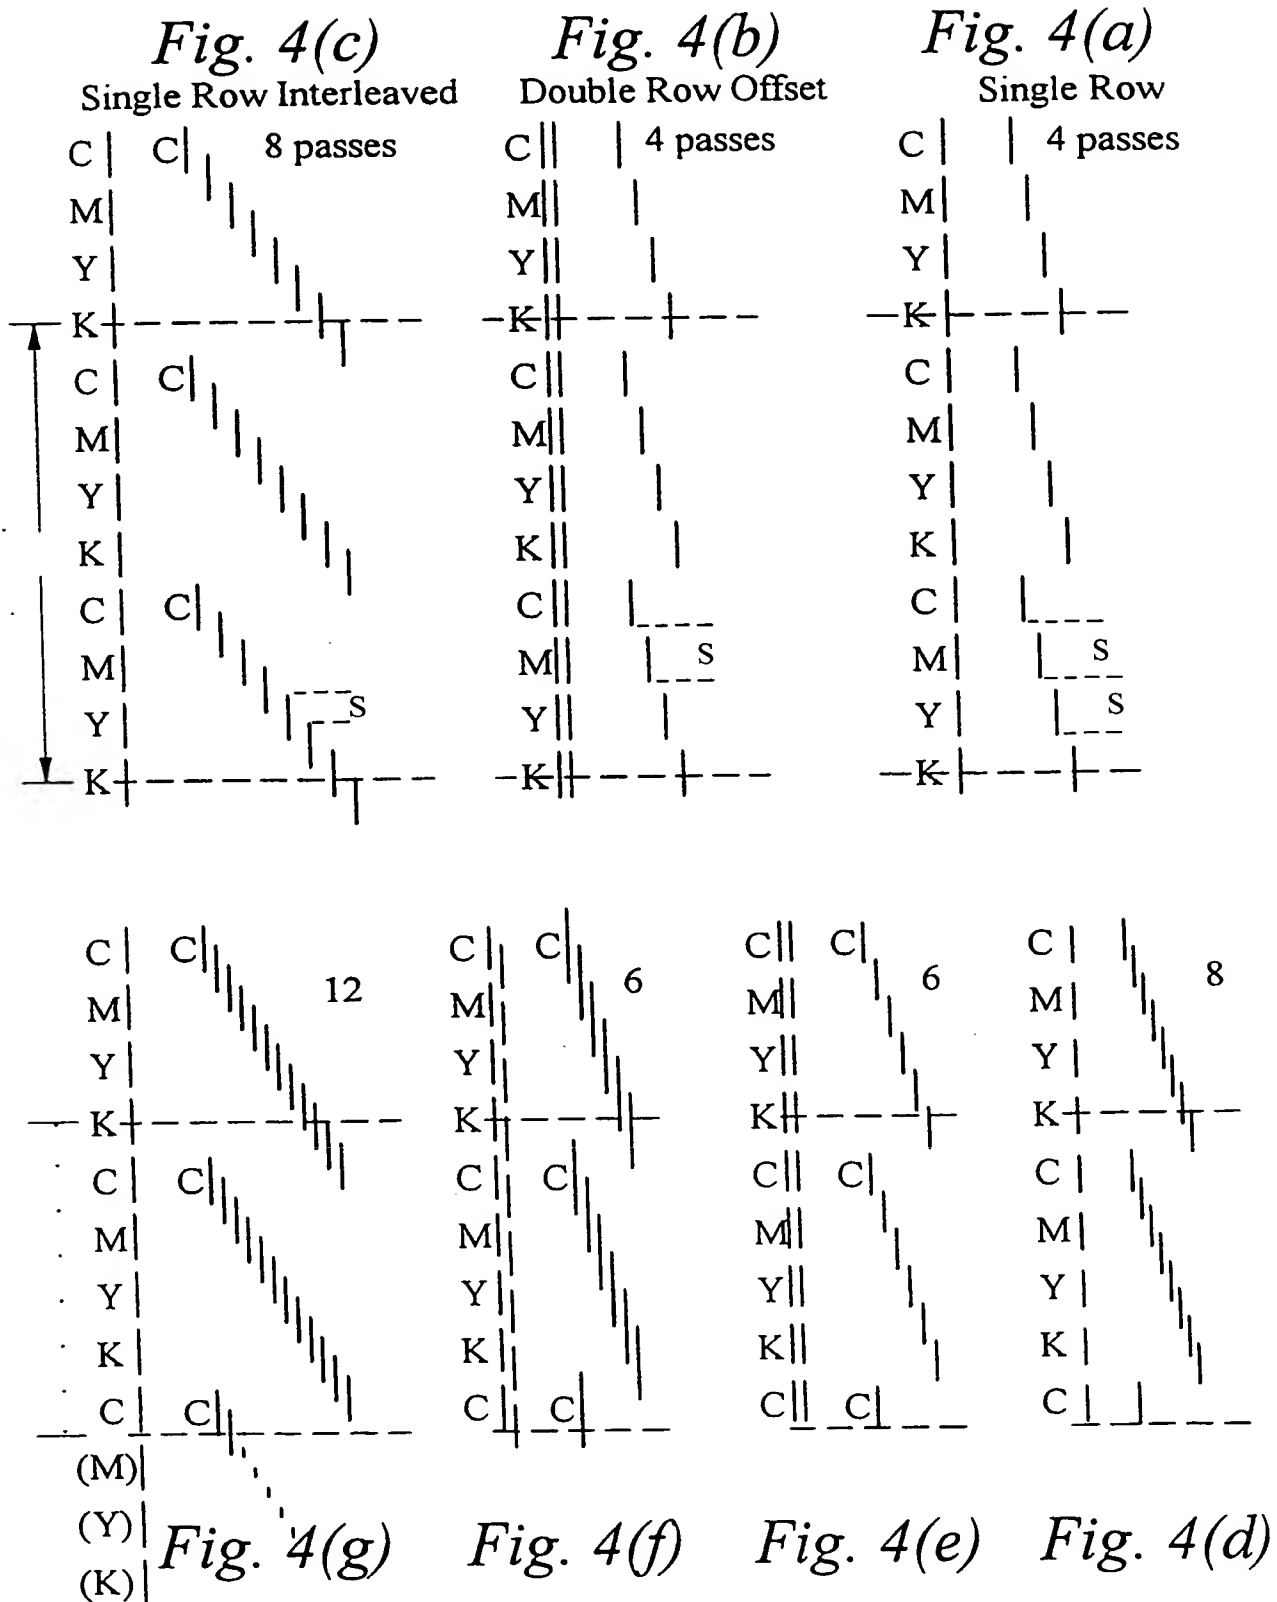 Fig. 4(c) Fig. 4(b) Fig. 4(a)
Single Row Interleaved Double Row Offset Single Row
C C 8 passes C 4 passes C 4 passes
M M M
Y Y Y
K K K
C C C C
M M M
Y Y Y
K K K
C C C C
M M S M S
S
Y Y Y S
K K K
C C 12 C C 6 C C 6 C 8
M M M M
Y Y Y Y
K K K K
C C C C C C C
M M M M
Y Y Y Y
K K K K
C C C C C C C
(M)
(Y)
Fig. 4(g) Fig. 4(f) Fig. 4(e) Fig. 4(d)
(K)